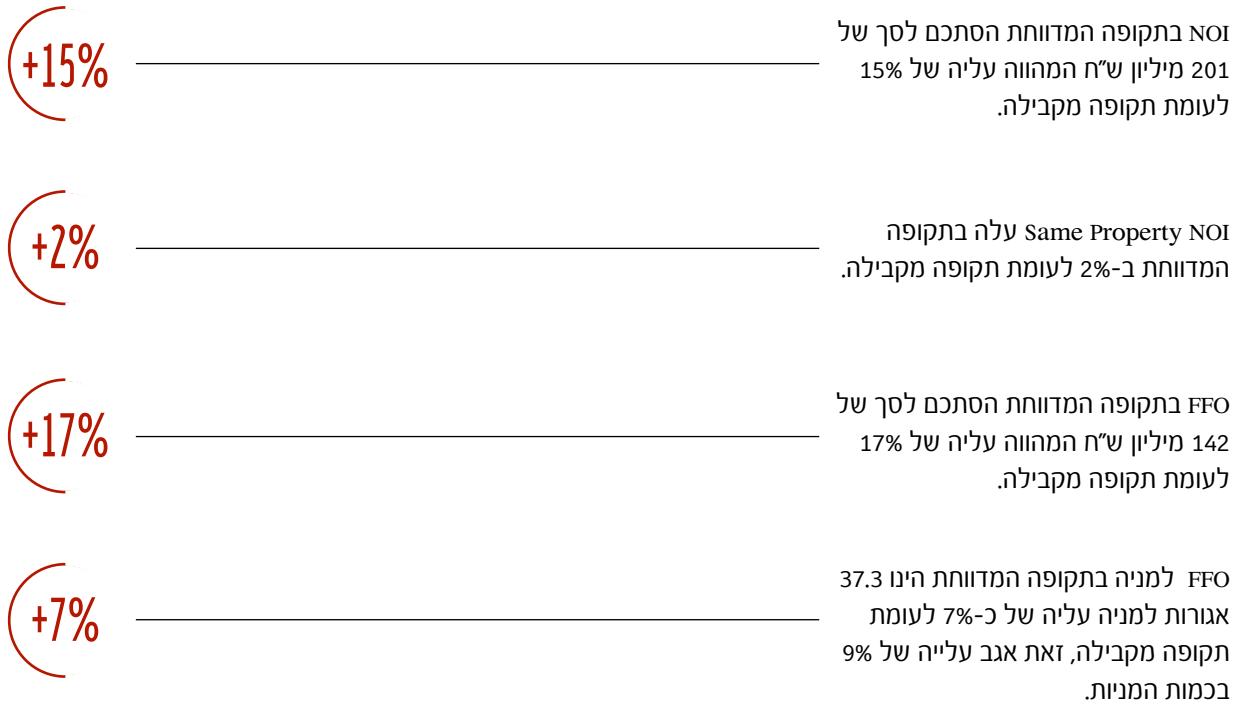 NOI בתקופה המדווחת הסתכם לסך של
201 מיליון ש״ח המהווה עליה של 15%
לעומת תקופה מקבילה.
+15%
Same Property NOI עלה בתקופה
המדווחת ב-2% לעומת תקופה מקבילה.
+2%
FFO בתקופה המדווחת הסתכם לסך של
142 מיליון ש״ח המהווה עליה של 17%
לעומת תקופה מקבילה.
+17%
FFO למניה בתקופה המדווחת הינו 37.3
אגורות למניה עליה של כ-7% לעומת
תקופה מקבילה, זאת אגב עלייה של 9%
בכמות המניות.
+7%